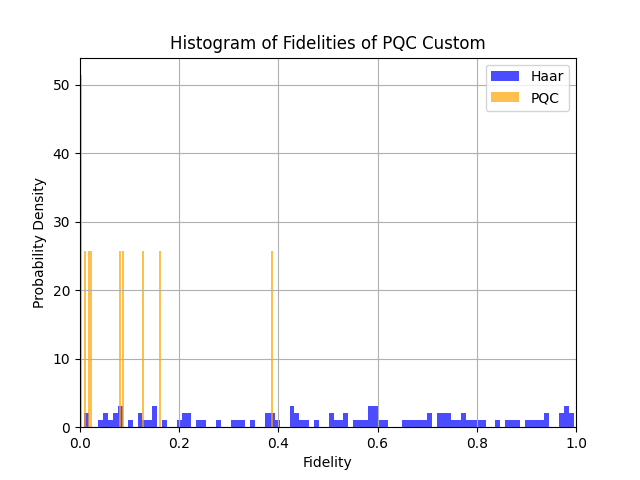 Histogram of Fidelities of PQC Custom
Haar
PQC
Probability Density
50
40
30
20
10
0
0.0 0.2 0.4 0.6 0.8 1.0
Fidelity